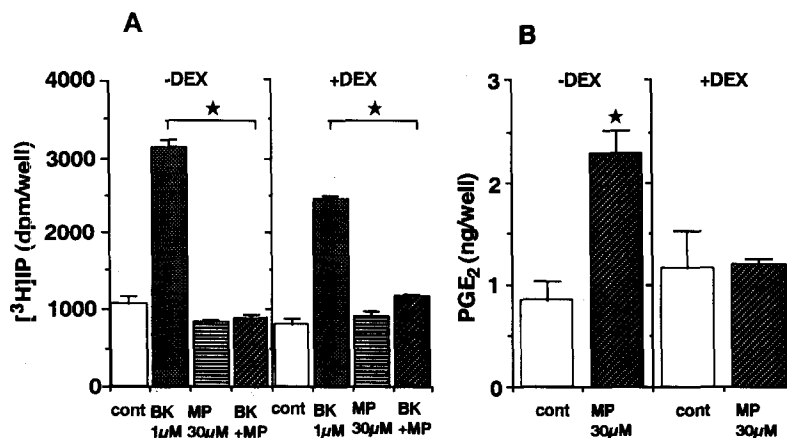 A
-DEX
+DEX
★
★
[³H]IP (dpm/well)
4000
3000
2000
1000
0
cont
BK
1µM
MP
30µM
BK
+MP
cont
BK
1µM
MP
30µM
BK
+MP
B
-DEX
+DEX
★
PGE₂ (ng/well)
3
2
1
0
cont
MP
30µM
cont
MP
30µM